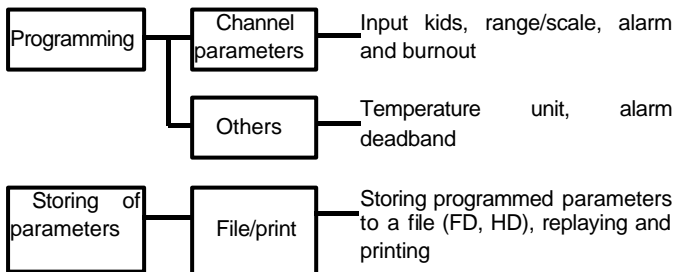 Programming
Channel
parameters
Input kids, range/scale, alarm
and burnout
Others
Temperature unit, alarm
deadband
Storing of
parameters
File/print
Storing programmed parameters
to a file (FD, HD), replaying and
printing